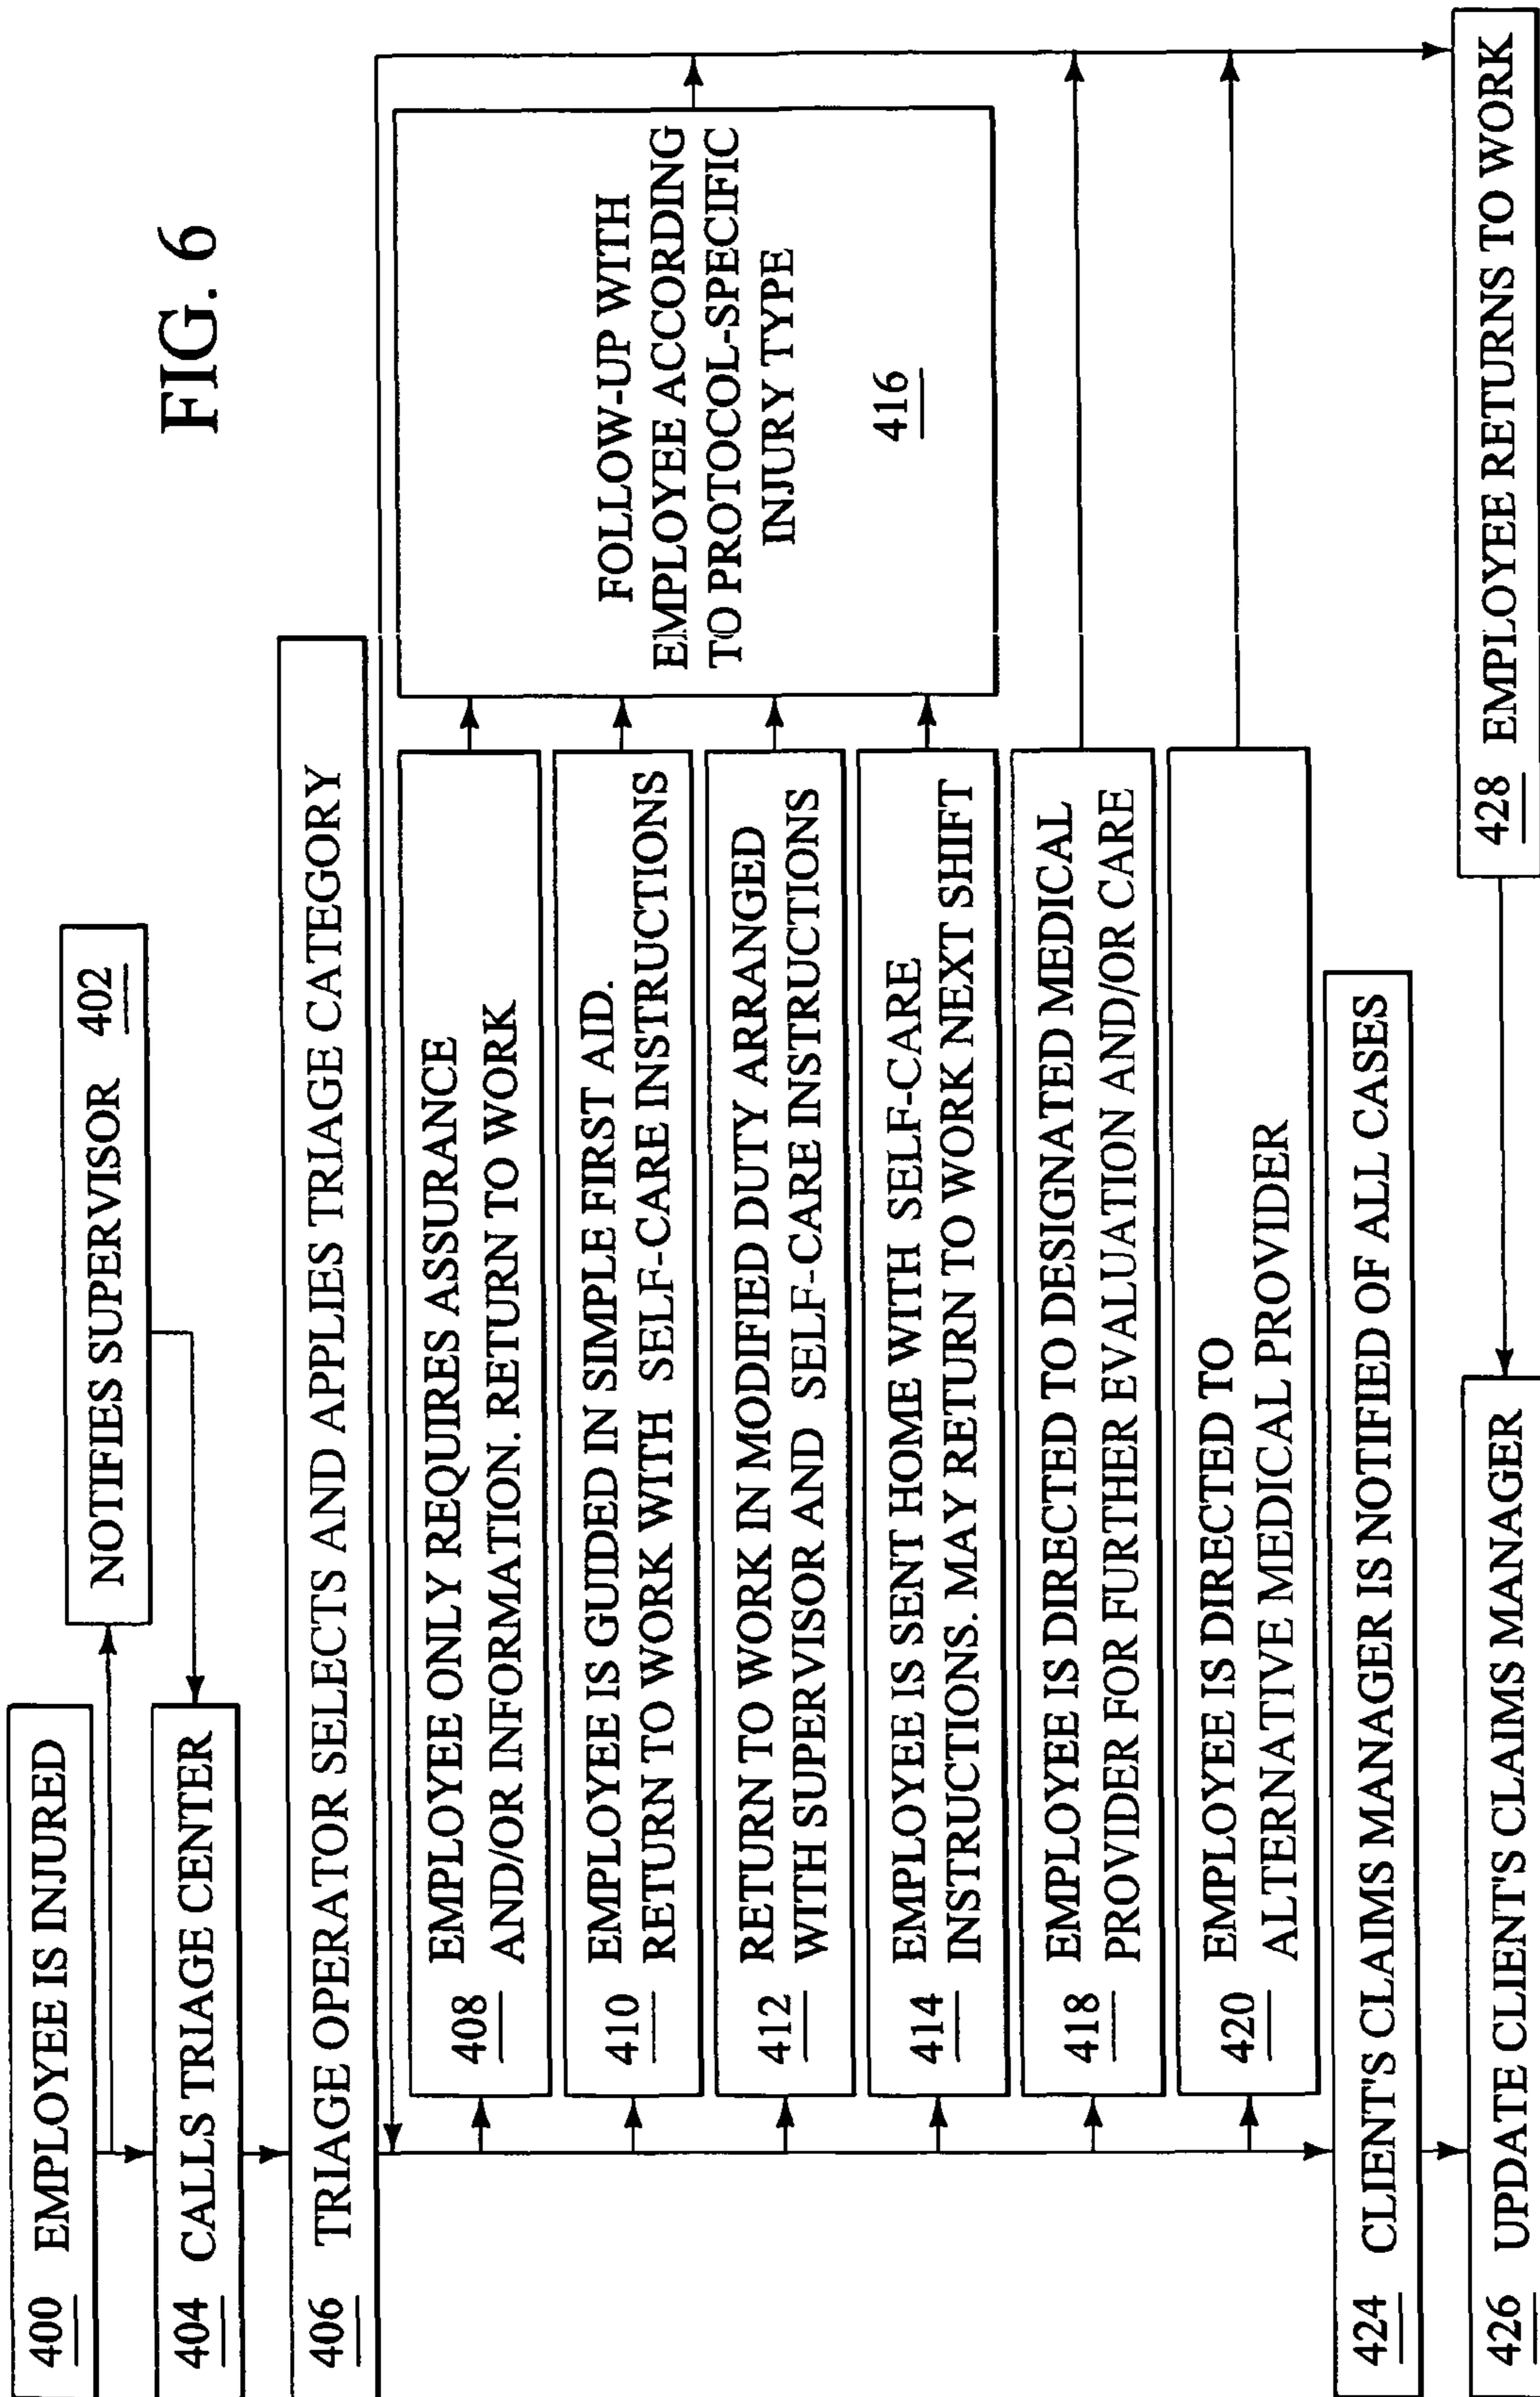 FIG. 6
400 EMPLOYEE IS INJURED
NOTIFIES SUPERVISOR 402
404 CALLS TRIAGE CENTER
406 TRIAGE OPERATOR SELECTS AND APPLIES TRIAGE CATEGORY
408 EMPLOYEE ONLY REQUIRES ASSURANCE
AND/OR INFORMATION. RETURN TO WORK
410 EMPLOYEE IS GUIDED IN SIMPLE FIRST AID.
RETURN TO WORK WITH SELF-CARE INSTRUCTIONS
412 RETURN TO WORK IN MODIFIED DUTY ARRANGED
WITH SUPERVISOR AND SELF-CARE INSTRUCTIONS
414 EMPLOYEE IS SENT HOME WITH SELF-CARE
INSTRUCTIONS. MAY RETURN TO WORK NEXT SHIFT
FOLLOW-UP WITH
EMPLOYEE ACCORDING
TO PROTOCOL-SPECIFIC
INJURY TYPE
416
418 EMPLOYEE IS DIRECTED TO DESIGNATED MEDICAL
PROVIDER FOR FURTHER EVALUATION AND/OR CARE
420 EMPLOYEE IS DIRECTED TO
ALTERNATIVE MEDICAL PROVIDER
424 CLIENT'S CLAIMS MANAGER IS NOTIFIED OF ALL CASES
426 UPDATE CLIENT'S CLAIMS MANAGER
428 EMPLOYEE RETURNS TO WORK